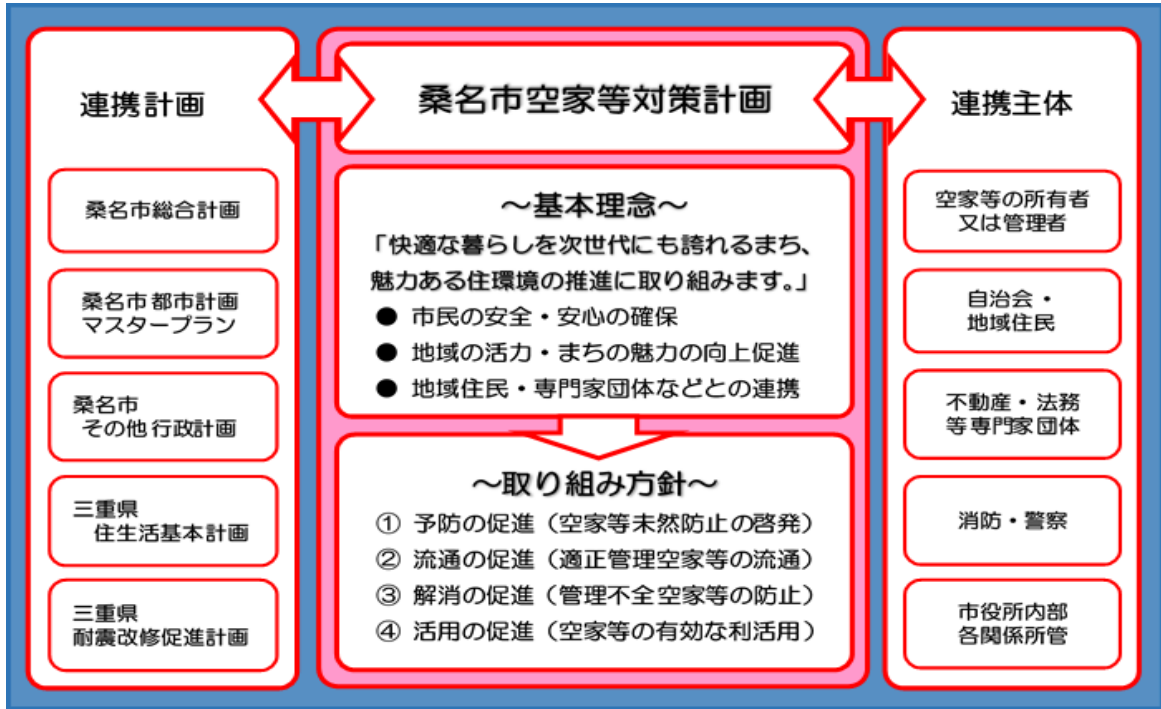 連携計画
桑名市総合計画
桑名市都市計画
マスタープラン
桑名市
その他行政計画
三重県
住生活基本計画
三重県
耐震改修促進計画
桑名市空家等対策計画
～基本理念～
「快適な暮らしを次世代にも誇れるまち、
魅力ある住環境の推進に取り組みます。」
● 市民の安全・安心の確保
● 地域の活力・まちの魅力の向上促進
● 地域住民・専門家団体などとの連携
～取り組み方針～
① 予防の促進（空家等未然防止の啓発）
② 流通の促進（適正管理空家等の流通）
③ 解消の促進（管理不全空家等の防止）
④ 活用の促進（空家等の有効な利活用）
連携主体
空家等の所有者
又は管理者
自治会・
地域住民
不動産・法務
等専門家団体
消防・警察
市役所内部
各関係所管